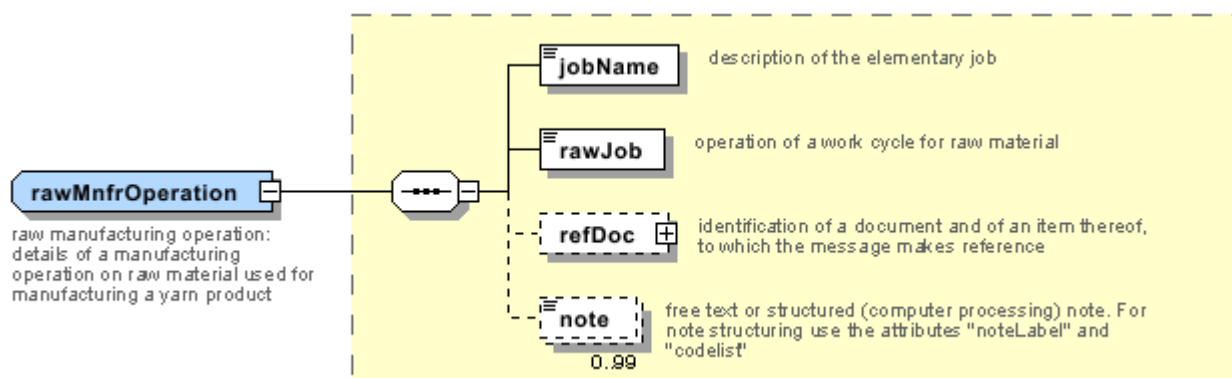 jobName
description of the elementary job
rawJob
operation of a work cycle for raw material
rawMnfrOperation
raw manufacturing operation:
details of a manufacturing
operation on raw material used for
manufacturing a yarn product
refDoc
identification of a document and of an item thereof,
to which the message makes reference
note
free text or structured (computer processing) note. For
note structuring use the attributes "noteLabel" and
"codelist"
0..99